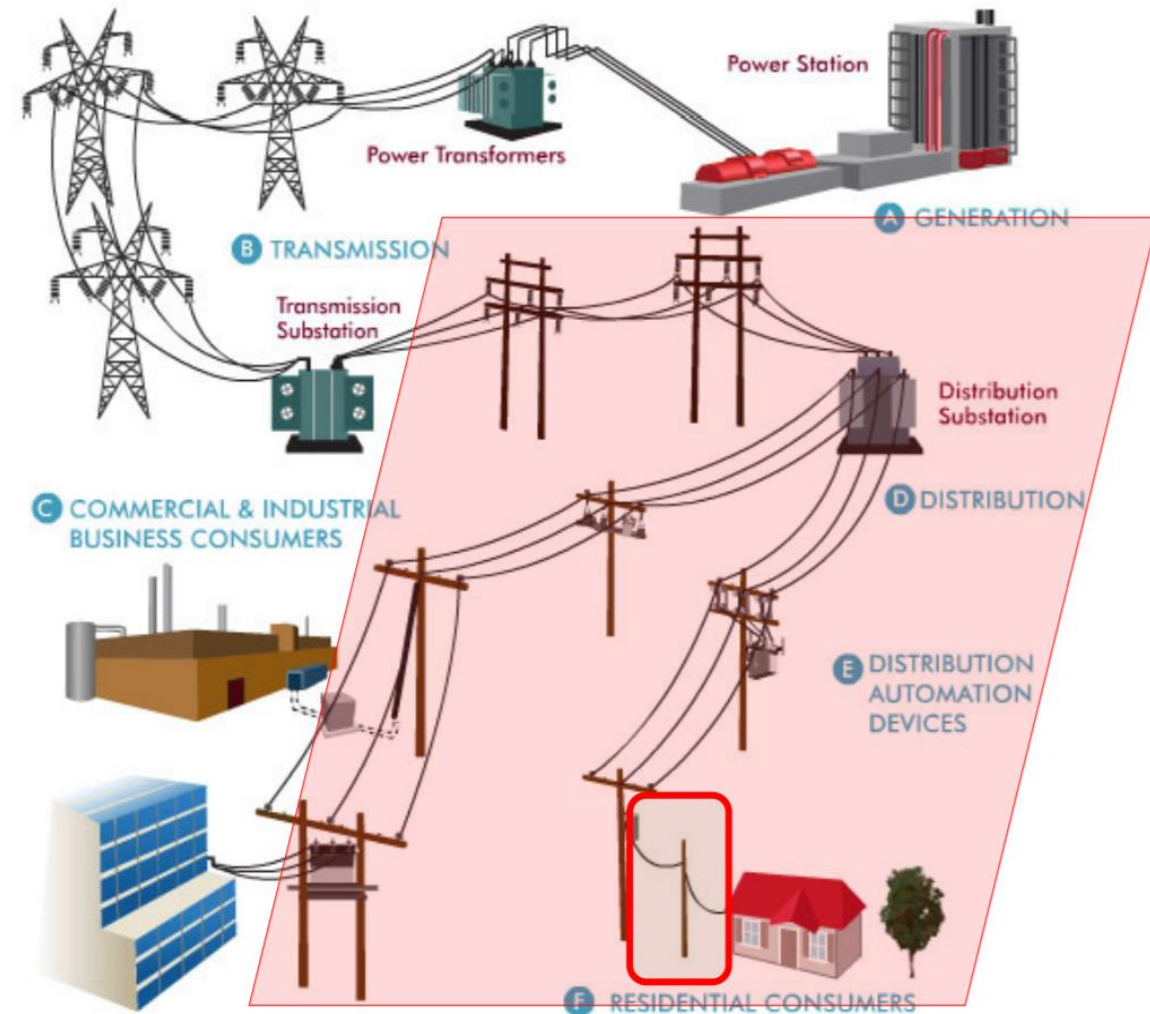 Power Station
Power Transformers
A GENERATION
B TRANSMISSION
Transmission
Substation
Distribution
Substation
C COMMERCIAL & INDUSTRIAL
BUSINESS CONSUMERS
D DISTRIBUTION
E DISTRIBUTION
AUTOMATION
DEVICES
F RESIDENTIAL CONSUMERS